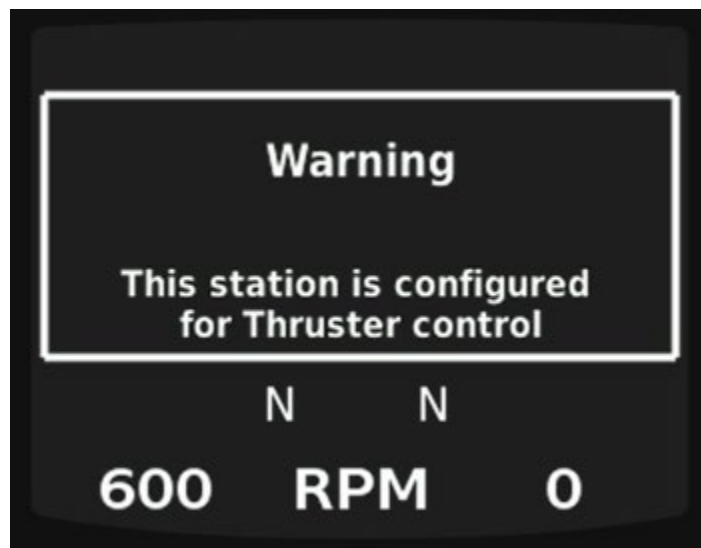 Warning
This station is configured
for Thruster control
N N
600 RPM 0